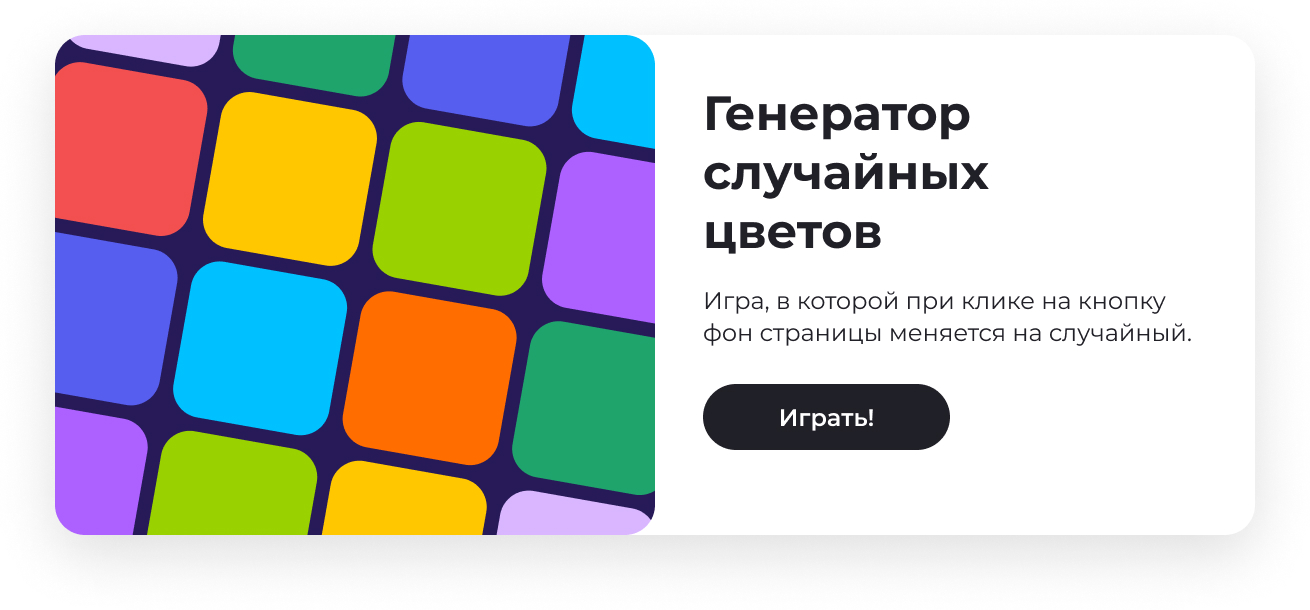 Генератор
случайных
цветов
Игра, в которой при клике на кнопку
фон страницы меняется на случайный.
Играть!